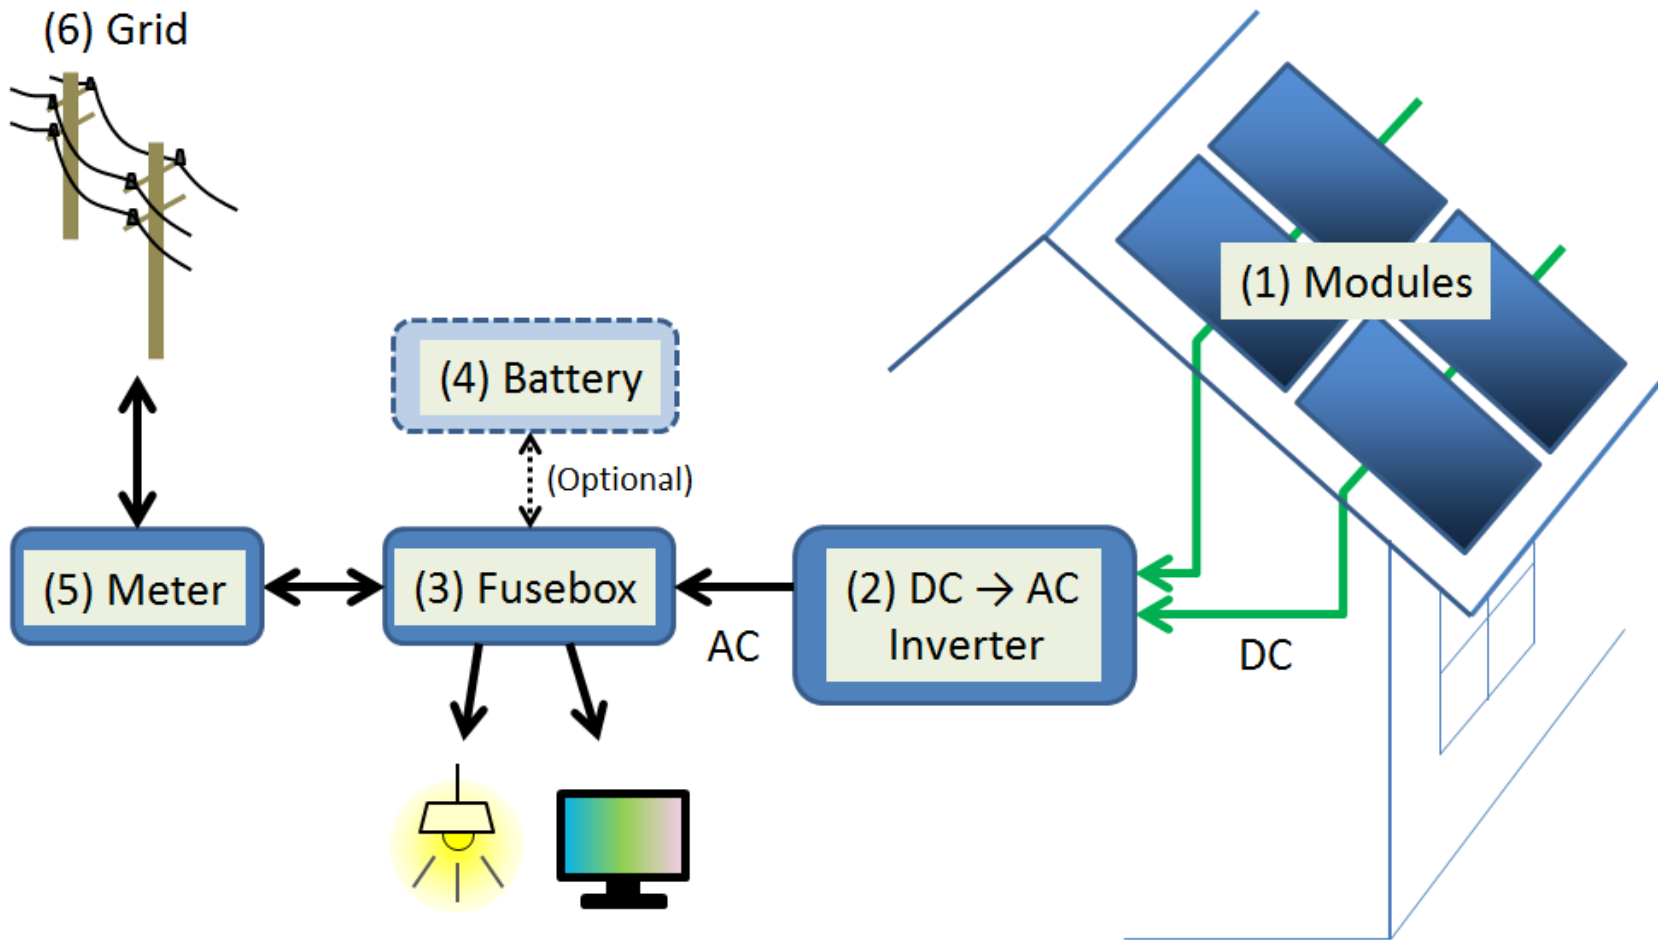 (6) Grid
(1) Modules
(4) Battery
(Optional)
(5) Meter
(3) Fusebox
AC
(2) DC → AC
Inverter
DC